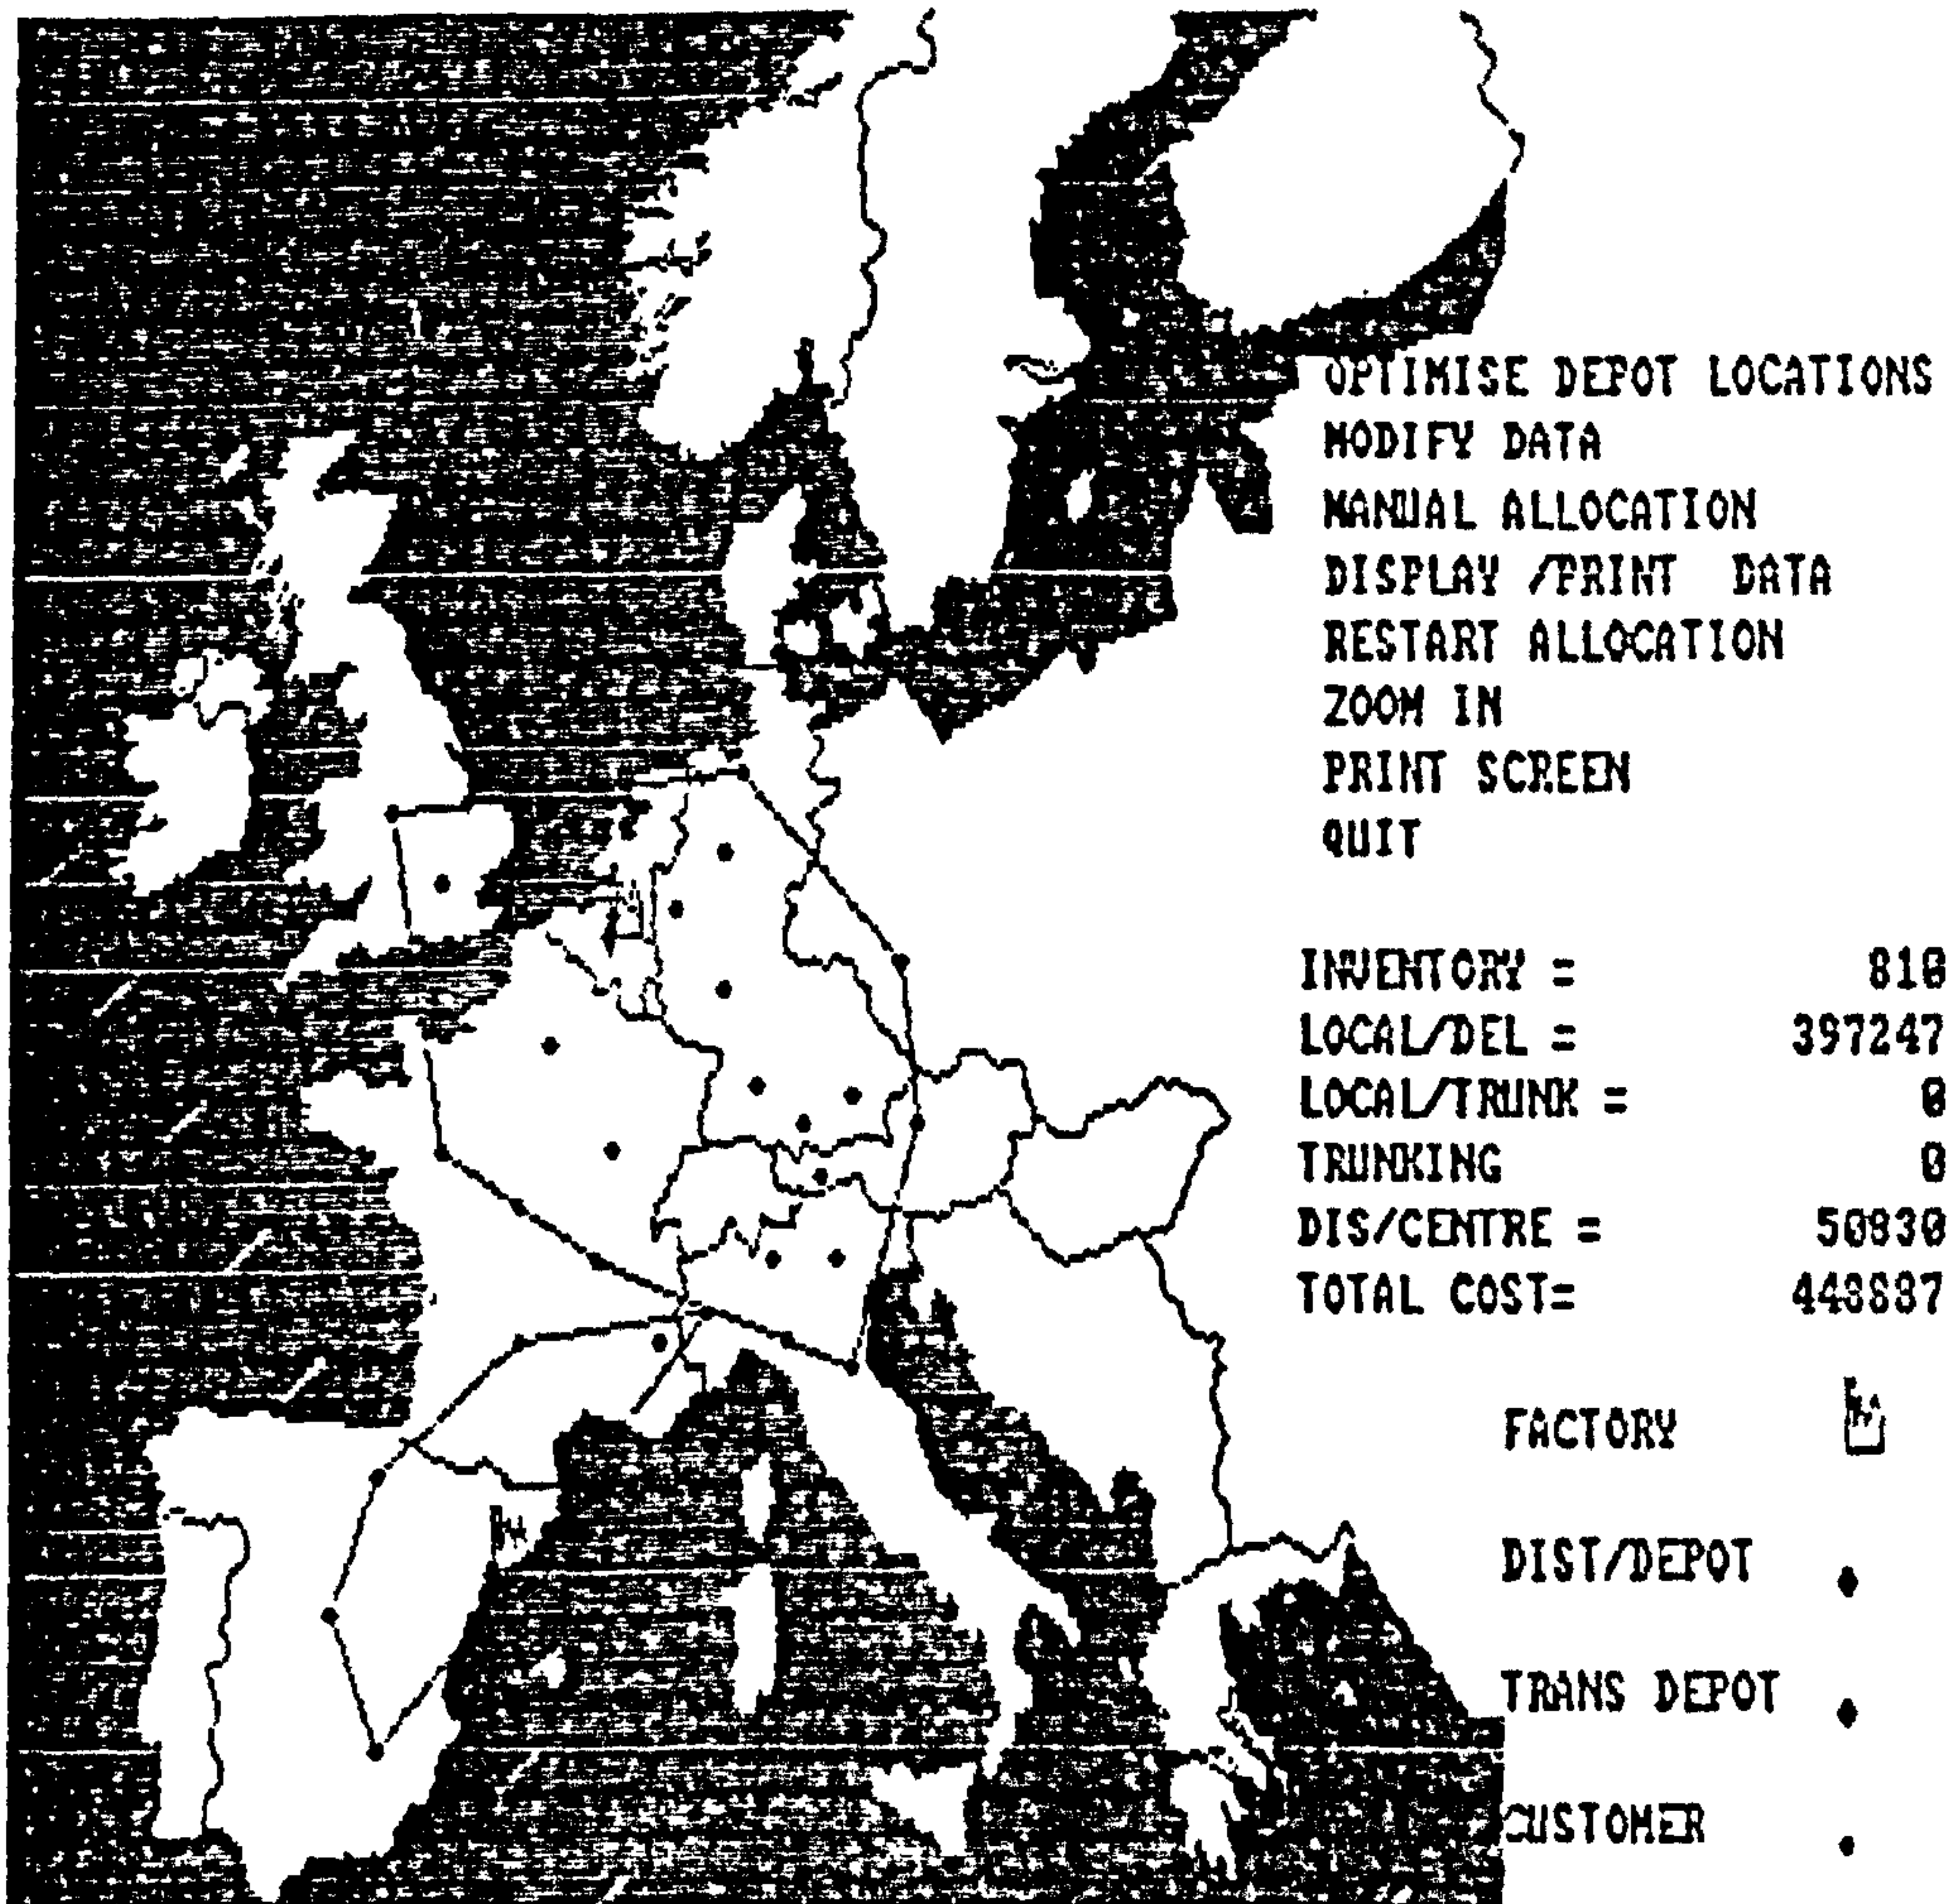 OPTIMISE DEPOT LOCATIONS
MODIFY DATA
MANUAL ALLOCATION
DISPLAY /PRINT DATA
RESTART ALLOCATION
ZOOM IN
PRINT SCREEN
QUIT
INVENTORY = 810
LOCAL/DEL = 397247
LOCAL/TRUNK = 0
TRUNKING 0
DIS/CENTRE = 50830
TOTAL COST= 448887
FACTORY
DIST/DEPOT
TRANS DEPOT
CUSTOMER